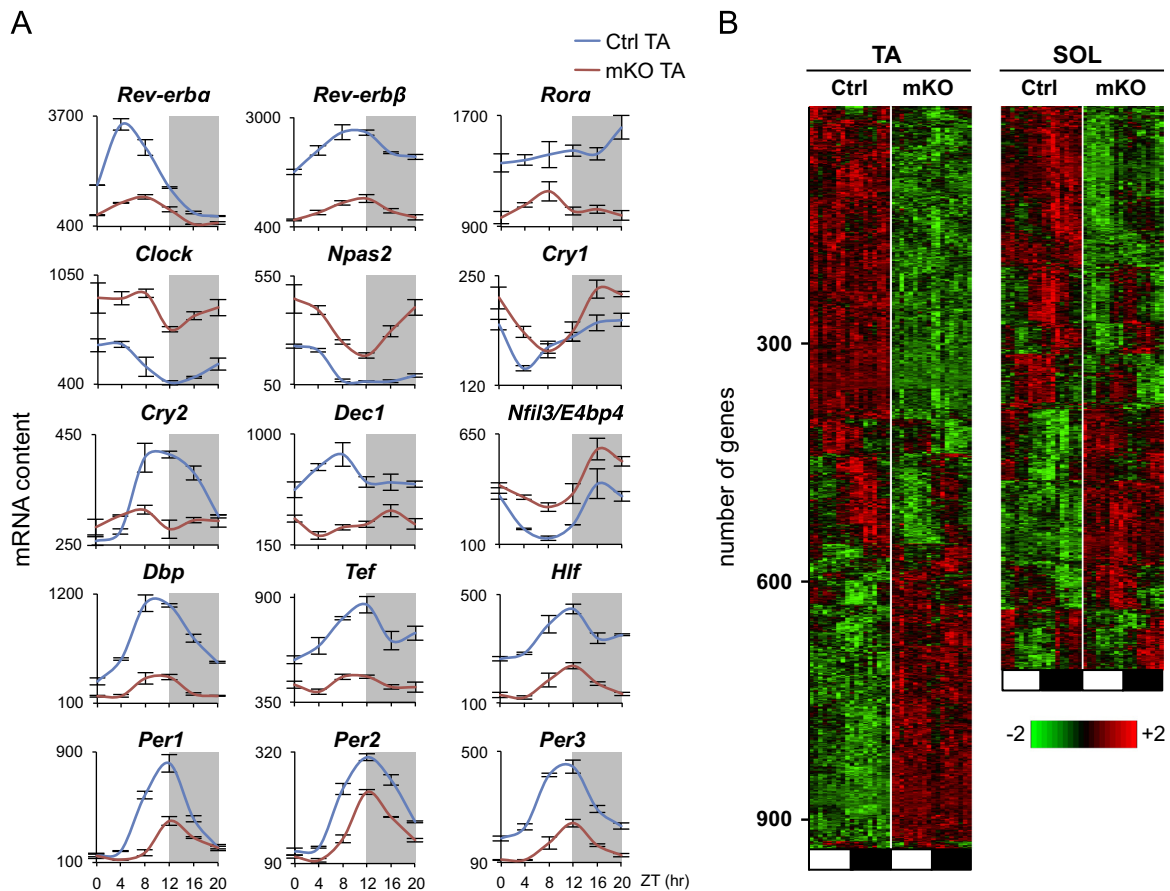 A
Ctrl TA
mKO TA
Rev-erbα
Rev-erbβ
Rorα
3700
400
3000
400
1700
900
Clock
Npas2
Cry1
1050
400
550
50
250
120
Cry2
Dec1
Nfil3/E4bp4
450
250
1000
150
650
100
Dbp
Tef
Hlf
1200
100
900
350
500
100
Per1
Per2
Per3
900
100
320
90
500
90
0 4 8 12 16 20
0 4 8 12 16 20
0 4 8 12 16 20 ZT (hr)
mRNA content
B
TA
SOL
Ctrl mKO
Ctrl mKO
300
600
900
number of genes
-2 +2